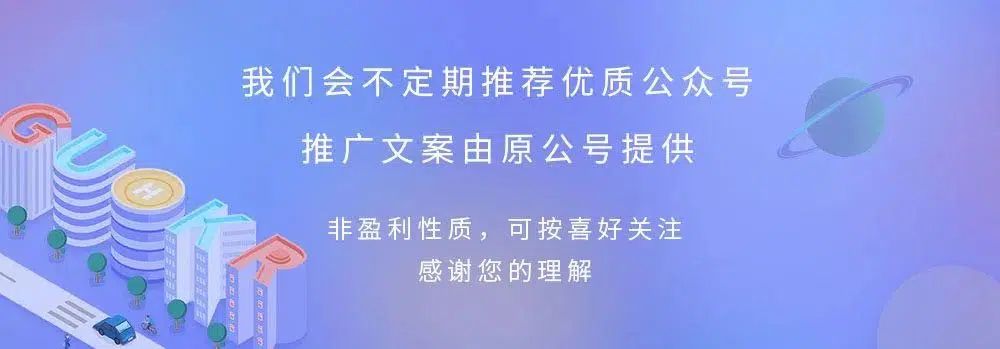 我们会不定期推荐优质公众号
推广文案由原公号提供
非盈利性质，可按喜好关注
感谢您的理解
GUOKR
H